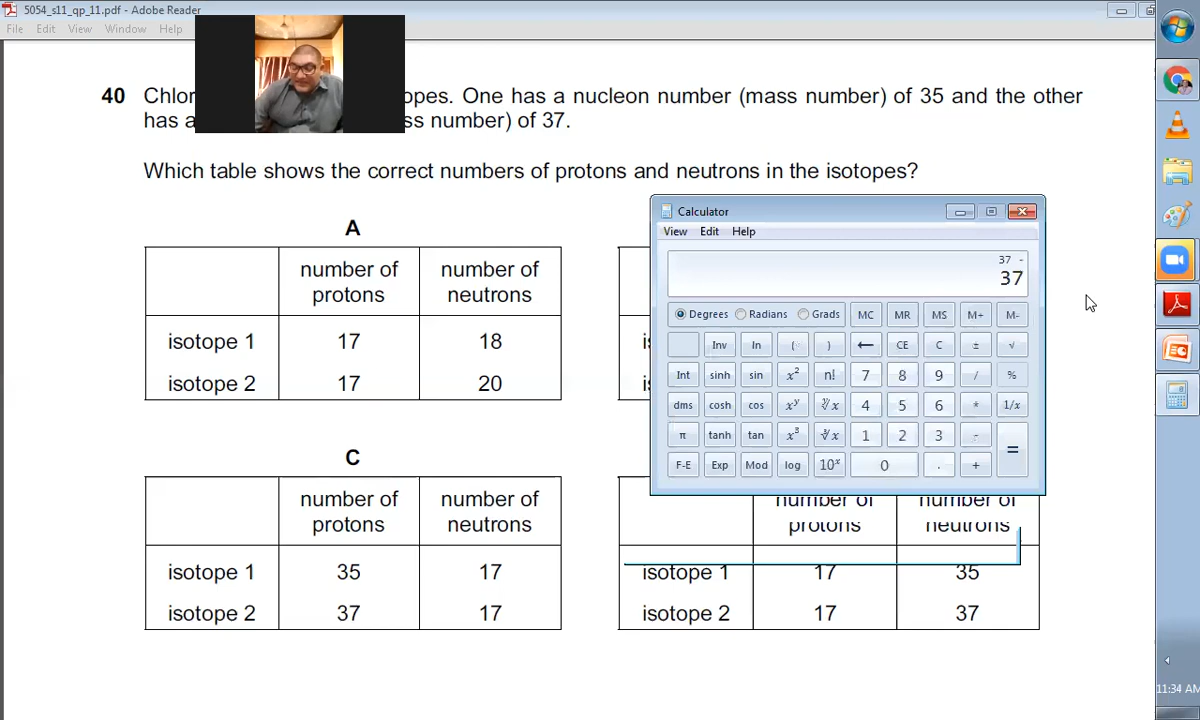 5054_s11_qp_11.pdf - Adobe Reader
File Edit View Window Help
40 Chlor opes. One has a nucleon number (mass number) of 35 and the other
has a ss number) of 37.
Which table shows the correct numbers of protons and neutrons in the isotopes?
A
number of protons
number of neutrons
isotope 1 17 18
isotope 2 17 20
C
number of protons
number of neutrons
isotope 1 35 17
isotope 2 37 17
Calculator
View Edit Help
37 -
37
Degrees Radians Grads MC MR MS M+ M-
Inv ln ( ) ← CE C ± √
Int sinh sin x² n! 7 8 9 / %
dms cosh cos xʸ ʸ√x 4 5 6 * 1/x
π tanh tan x³ ³√x 1 2 3 - =
F-E Exp Mod log 10ˣ 0 . +
number of protons
number of neutrons
isotope 1 17 35
isotope 2 17 37
11:34 AM